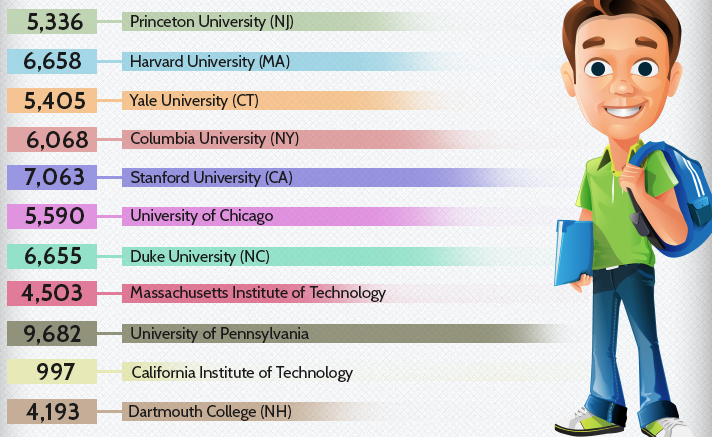 5,336 Princeton University (NJ)
6,658 Harvard University (MA)
5,405 Yale University (CT)
6,068 Columbia University (NY)
7,063 Stanford University (CA)
5,590 University of Chicago
6,655 Duke University (NC)
4,503 Massachusetts Institute of Technology
9,682 University of Pennsylvania
997 California Institute of Technology
4,193 Dartmouth College (NH)